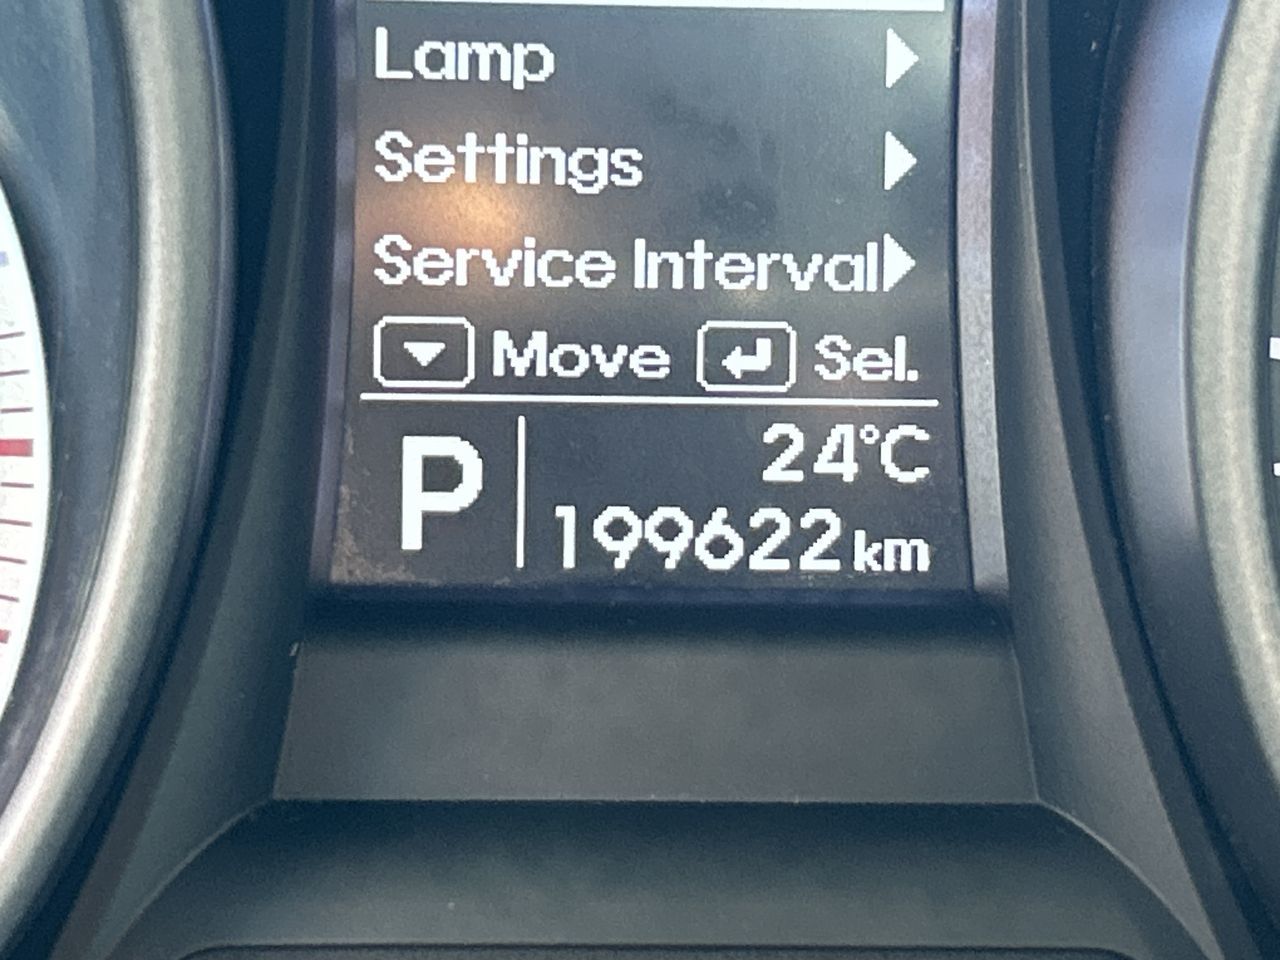 Lamp
Settings
Service Interval
Move Sel.
P
24°C
199622 km